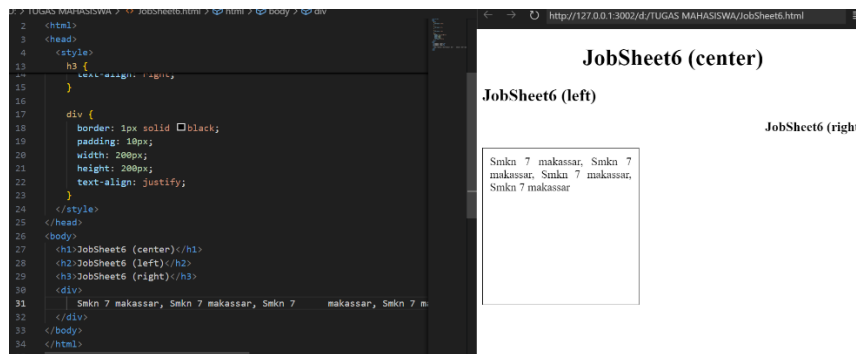 D: > TUGAS MAHASISWA > <> JobSheet6.html > html > body > div
2 <html>
3 <head>
4 <style>
13 h3 {
14 text-align: right;
15 }
16
17 div {
18 border: 1px solid black;
19 padding: 10px;
20 width: 200px;
21 height: 200px;
22 text-align: justify;
23 }
24 </style>
25 </head>
26 <body>
27 <h1>JobSheet6 (center)</h1>
28 <h2>JobSheet6 (left)</h2>
29 <h3>JobSheet6 (right)</h3>
30 <div>
31 Smkn 7 makassar, Smkn 7 makassar, Smkn 7 makassar, Smkn 7 m
32 </div>
33 </body>
34 </html>
http://127.0.0.1:3002/d:/TUGAS MAHASISWA/JobSheet6.html
JobSheet6 (center)
JobSheet6 (left)
JobSheet6 (right
Smkn 7 makassar, Smkn 7
makassar, Smkn 7 makassar,
Smkn 7 makassar